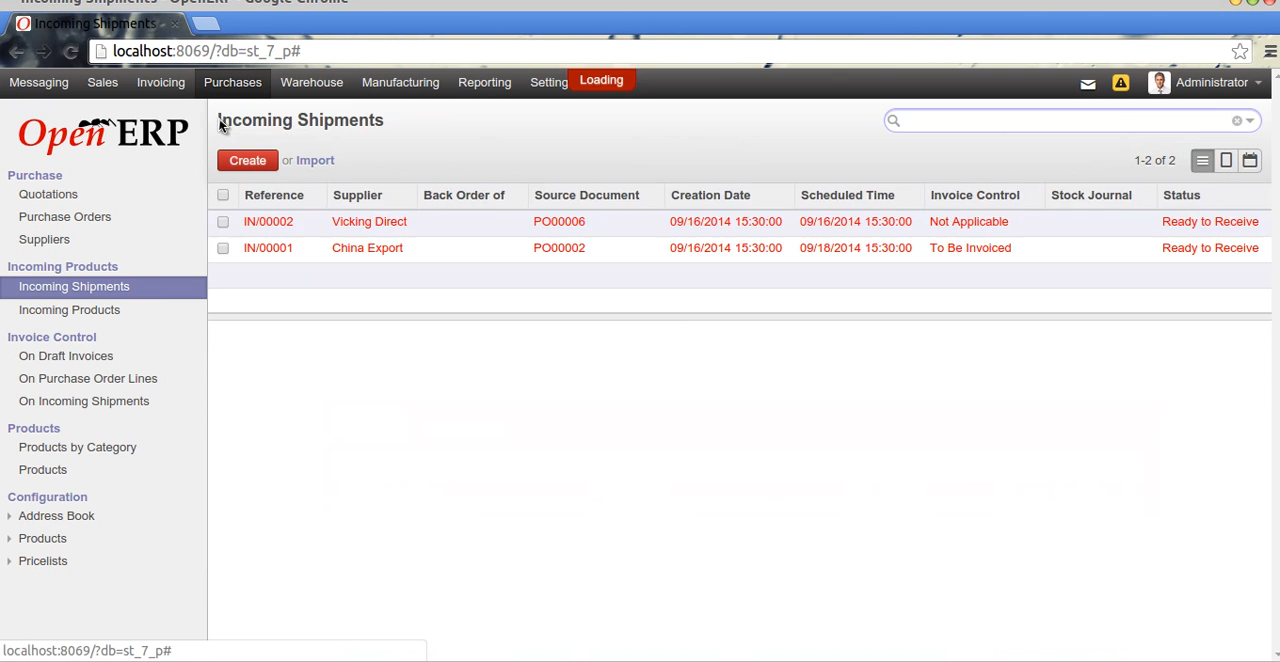 Incoming Shipments - OpenERP - Google Chrome
Incoming Shipments - ×
localhost:8069/?db=st_7_p#
Messaging Sales Invoicing Purchases Warehouse Manufacturing Reporting Setting Loading Administrator
Open ERP
Incoming Shipments
Create or Import 1-2 of 2
Purchase
Quotations
Purchase Orders
Suppliers
Incoming Products
Incoming Shipments
Incoming Products
Invoice Control
On Draft Invoices
On Purchase Order Lines
On Incoming Shipments
Products
Products by Category
Products
Configuration
Address Book
Products
Pricelists
Reference Supplier Back Order of Source Document Creation Date Scheduled Time Invoice Control Stock Journal Status
IN/00002 Vicking Direct PO00006 09/16/2014 15:30:00 09/16/2014 15:30:00 Not Applicable Ready to Receive
IN/00001 China Export PO00002 09/16/2014 15:30:00 09/18/2014 15:30:00 To Be Invoiced Ready to Receive
localhost:8069/?db=st_7_p#